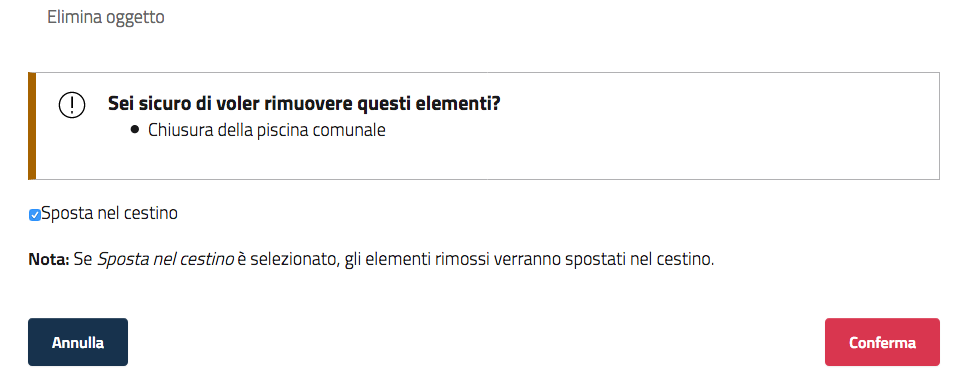 Elimina oggetto
Sei sicuro di voler rimuovere questi elementi?
Chiusura della piscina comunale
Sposta nel cestino
Nota: Se Sposta nel cestino è selezionato, gli elementi rimossi verranno spostati nel cestino.
Annulla
Conferma